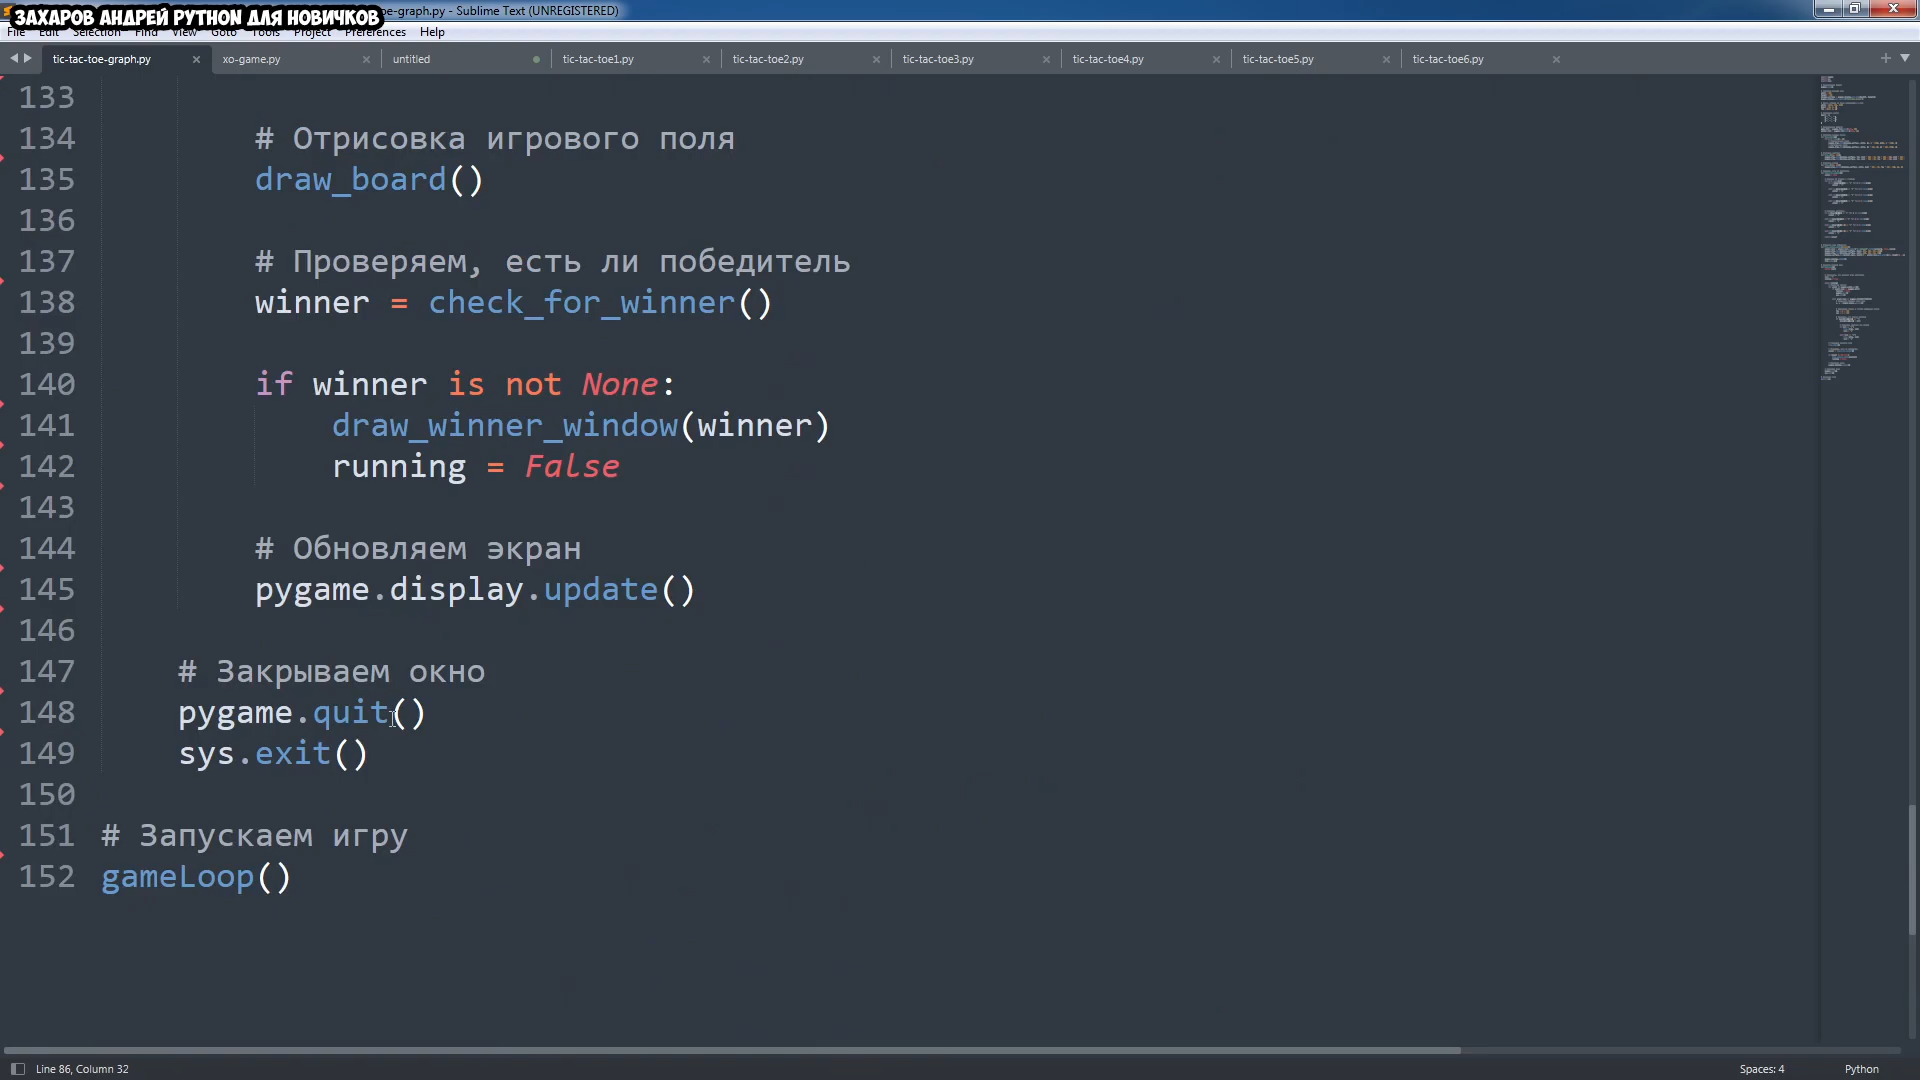 ЗАХАРОВ АНДРЕЙ PYTHON ДЛЯ НОВИЧКОВ
oe-graph.py - Sublime Text (UNREGISTERED)
File Edit Selection Find View Goto Tools Project Preferences Help
tic-tac-toe-graph.py xo-game.py untitled tic-tac-toe1.py tic-tac-toe2.py tic-tac-toe3.py tic-tac-toe4.py tic-tac-toe5.py tic-tac-toe6.py
133
134 # Отрисовка игрового поля
135 draw_board()
136
137 # Проверяем, есть ли победитель
138 winner = check_for_winner()
139
140 if winner is not None:
141 draw_winner_window(winner)
142 running = False
143
144 # Обновляем экран
145 pygame.display.update()
146
147 # Закрываем окно
148 pygame.quit()
149 sys.exit()
150
151 # Запускаем игру
152 gameLoop()
Line 86, Column 32 Spaces: 4 Python